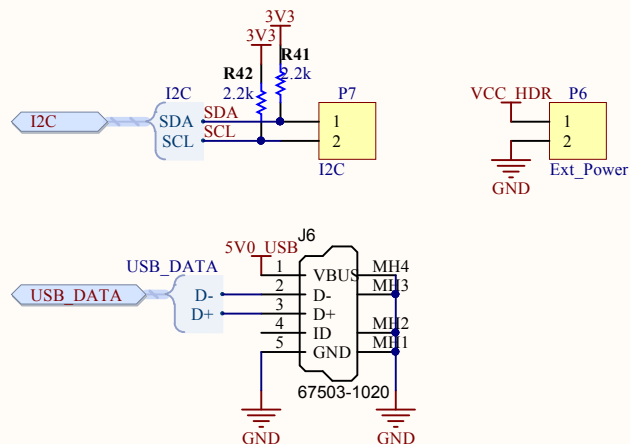 3V3
3V3
R41
R42
2.2k
2.2k
I2C
I2C
SDA
SCL
SDA
SCL
P7
1
2
I2C
VCC_HDR
P6
1
2
Ext_Power
GND
J6
5V0_USB
USB_DATA
USB_DATA
D-
D+
1
2
3
4
5
VBUS
D-
D+
ID
GND
MH4
MH3
MH2
MH1
67503-1020
GND
GND